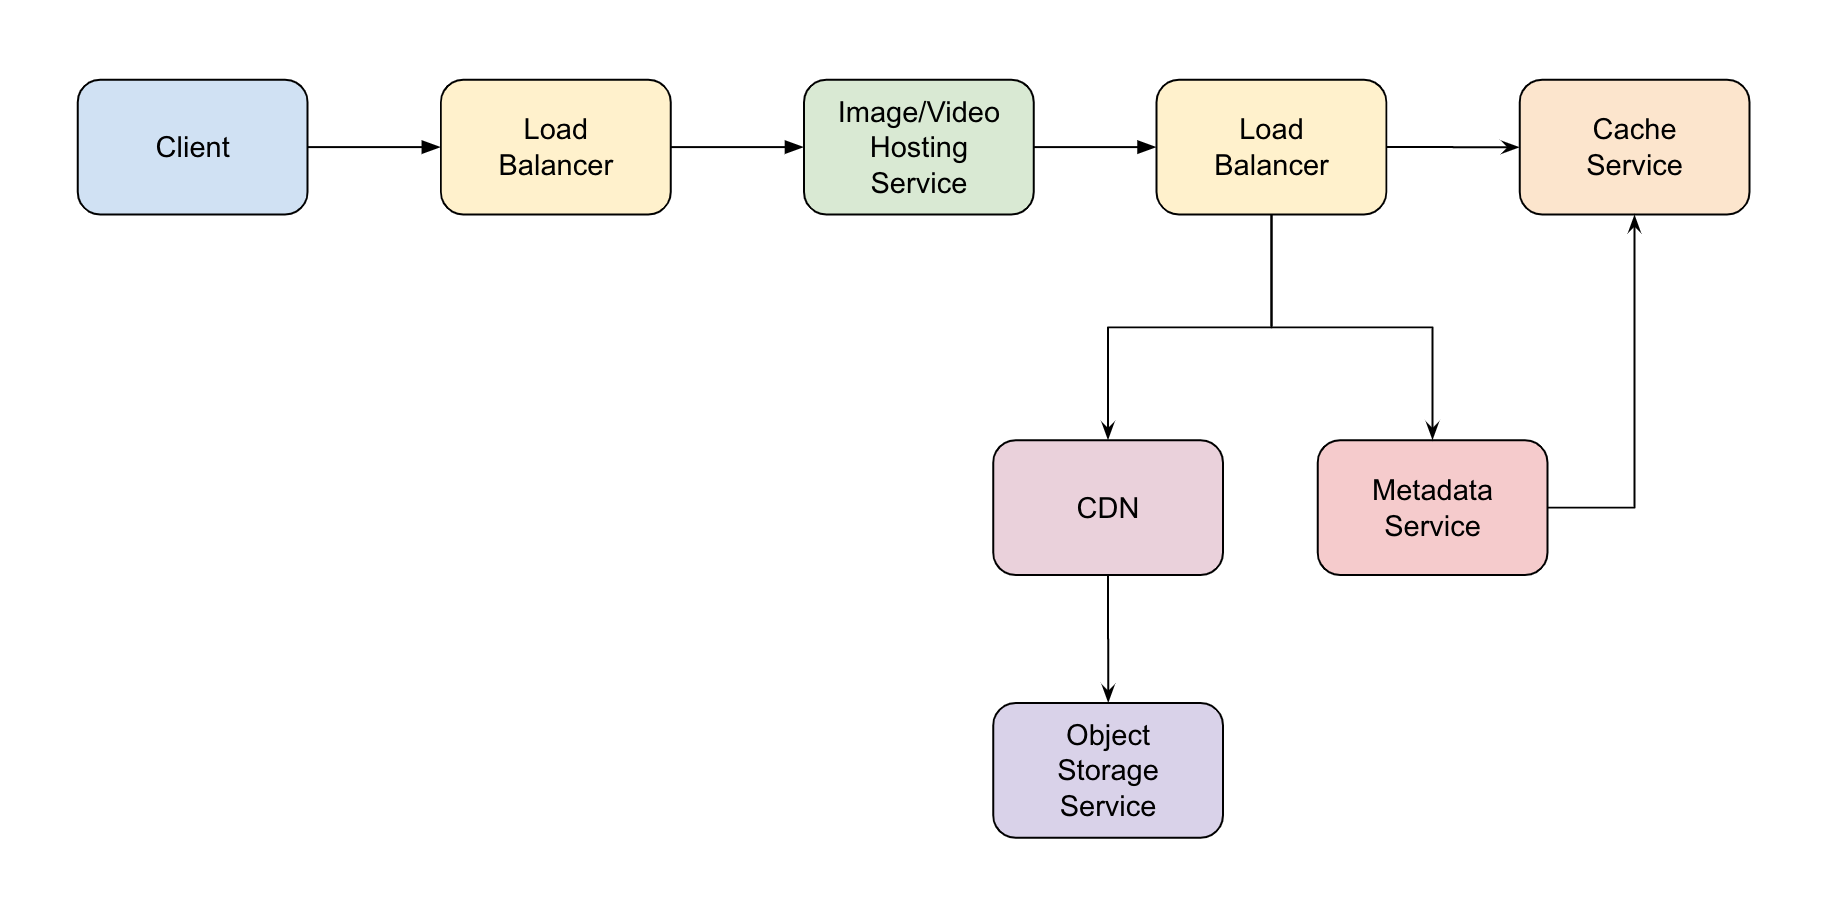 Client
Load
Balancer
Image/Video
Hosting
Service
Load
Balancer
Cache
Service
CDN
Metadata
Service
Object
Storage
Service